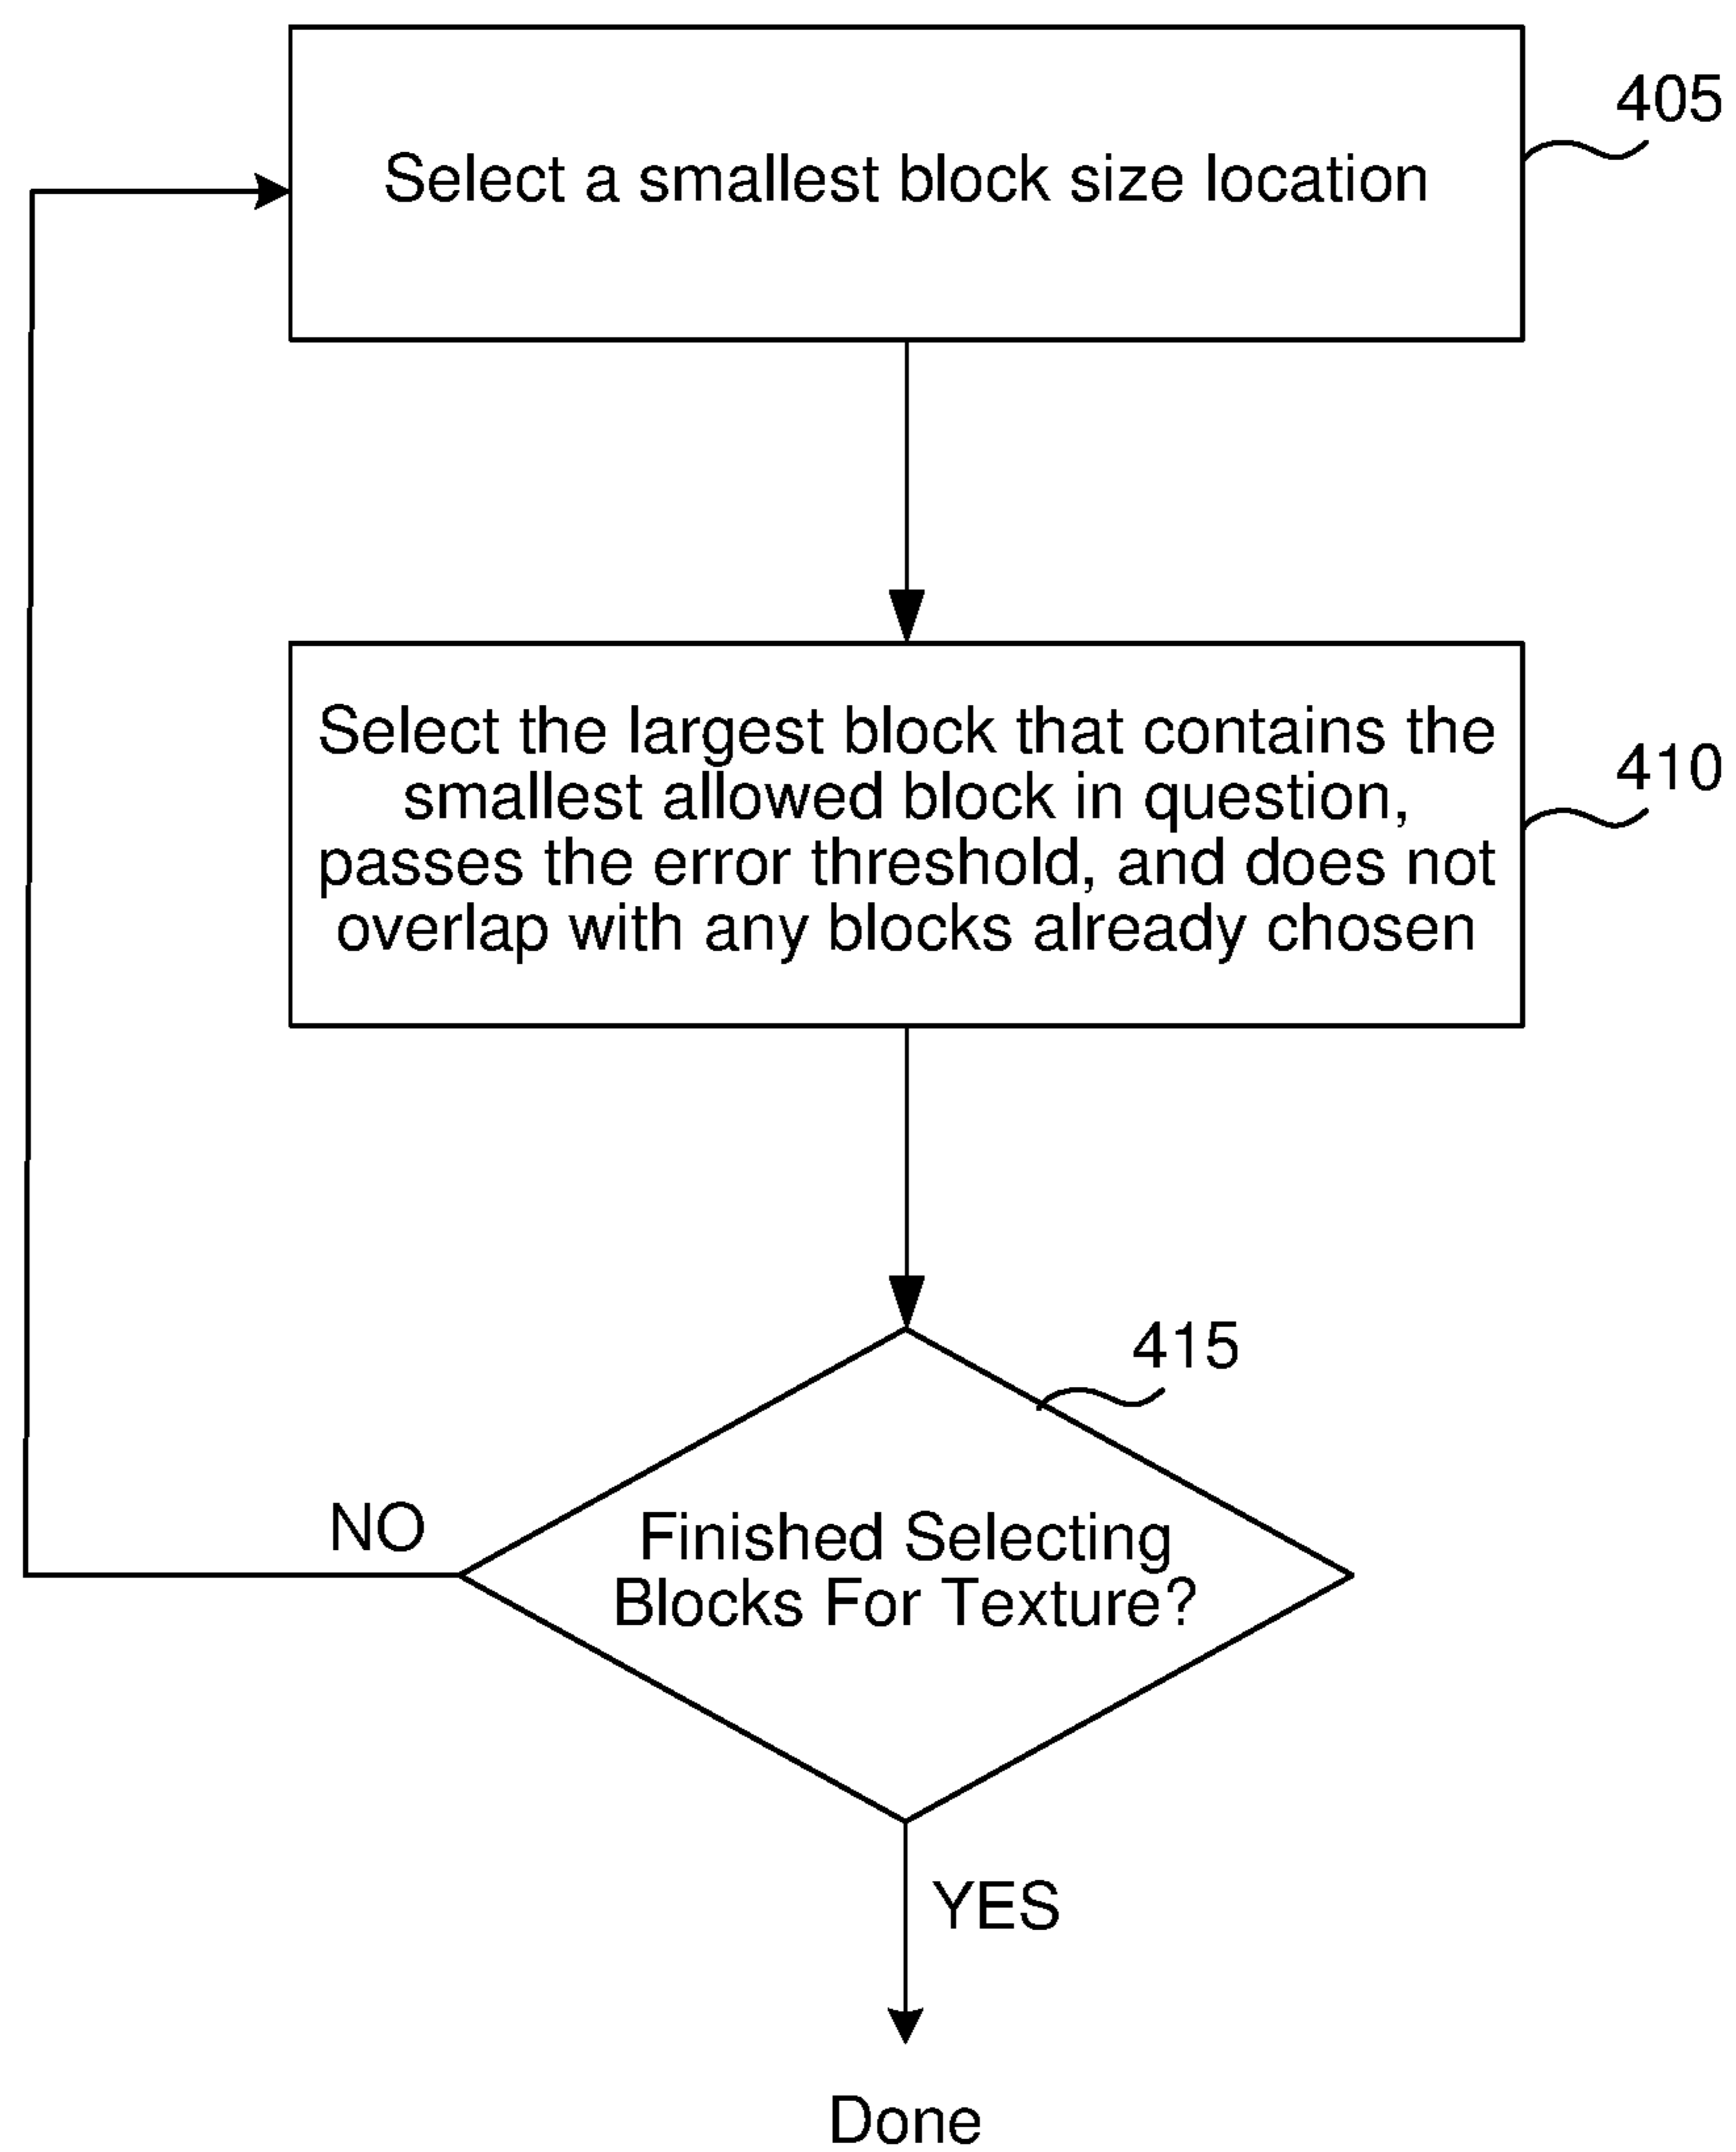 405
Select a smallest block size location
Select the largest block that contains the
smallest allowed block in question,
passes the error threshold, and does not
overlap with any blocks already chosen
410
415
NO
Finished Selecting
Blocks For Texture?
YES
Done